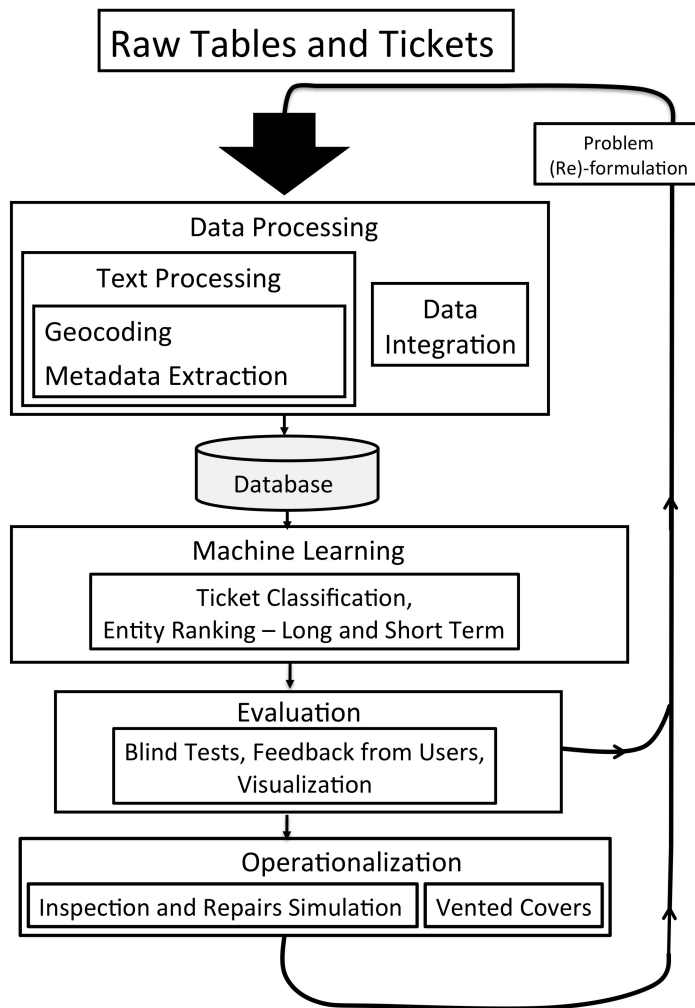 Raw Tables and Tickets
Problem
(Re)-formulation
Data Processing
Text Processing
Geocoding
Metadata Extraction
Data
Integration
Database
Machine Learning
Ticket Classification,
Entity Ranking – Long and Short Term
Evaluation
Blind Tests, Feedback from Users,
Visualization
Operationalization
Inspection and Repairs Simulation
Vented Covers